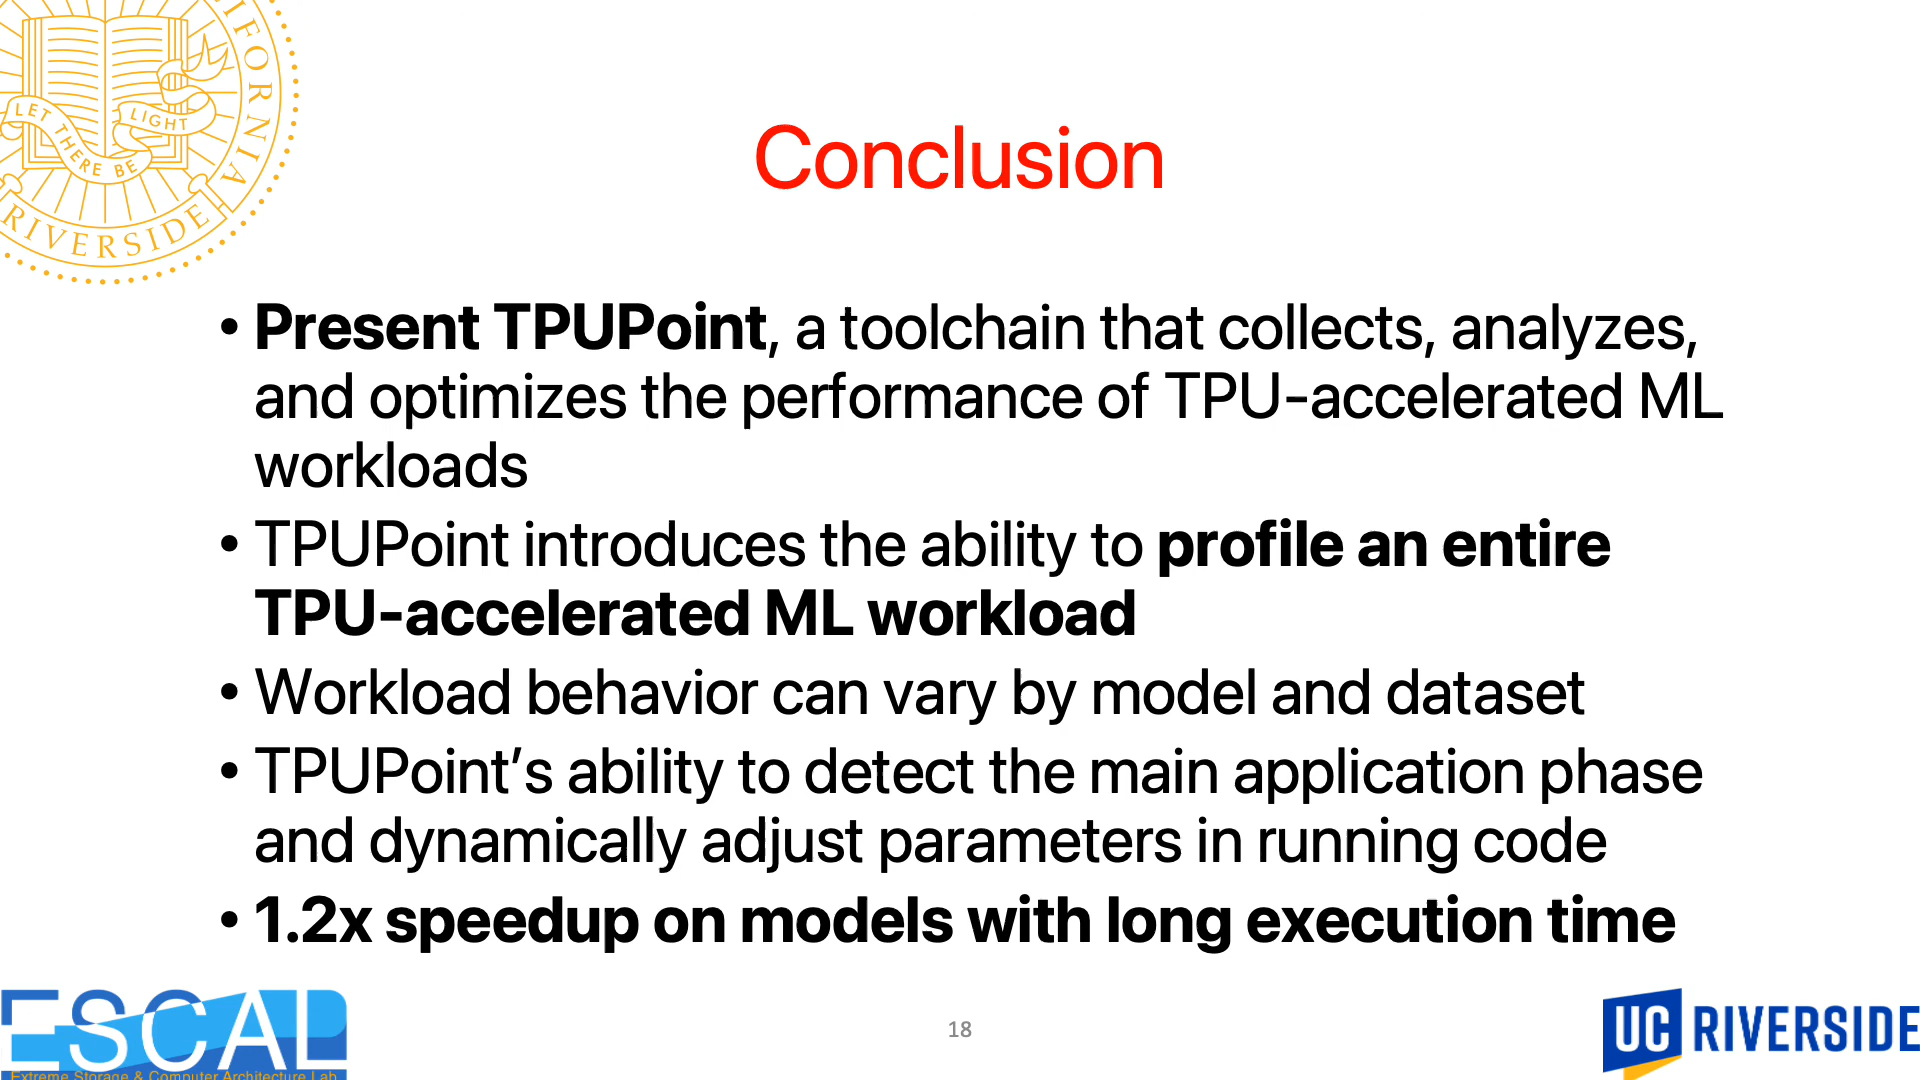 IFORNIA
LET THERE BE LIGHT
RIVERSIDE
Conclusion
• Present TPUPoint, a toolchain that collects, analyzes,
and optimizes the performance of TPU-accelerated ML
workloads
• TPUPoint introduces the ability to profile an entire
TPU-accelerated ML workload
• Workload behavior can vary by model and dataset
• TPUPoint’s ability to detect the main application phase
and dynamically adjust parameters in running code
• 1.2x speedup on models with long execution time
ESCAL
Extreme Storage & Computer Architecture Lab
18
UC RIVERSIDE